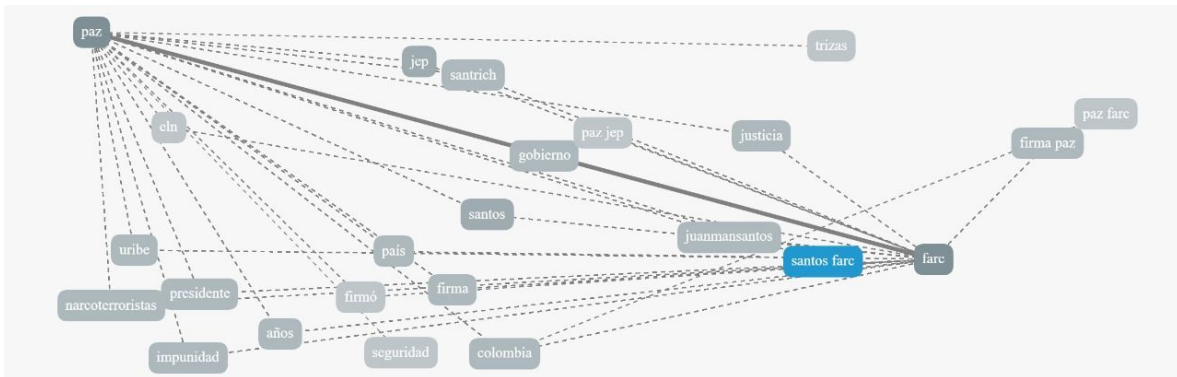 paz
trizas
jep
santrich
paz farc
eln
paz jep
justicia
firma paz
gobierno
santos
juanmansantos
uribe
país
santos farc
farc
narcoterroristas
presidente
firmó
firma
años
impunidad
seguridad
colombia